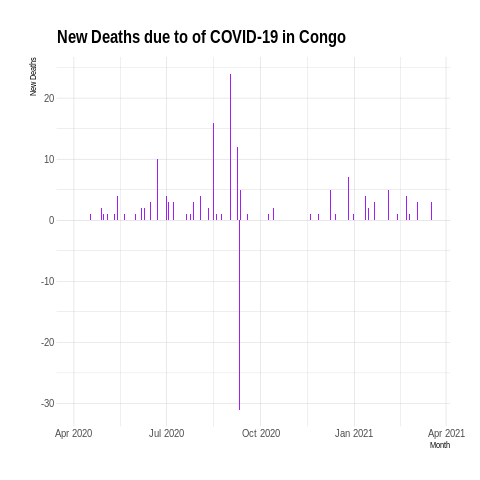 New Deaths due to of COVID-19 in Congo
New Deaths
20
10
0
-10
-20
-30
Apr 2020 Jul 2020 Oct 2020 Jan 2021 Apr 2021
Month